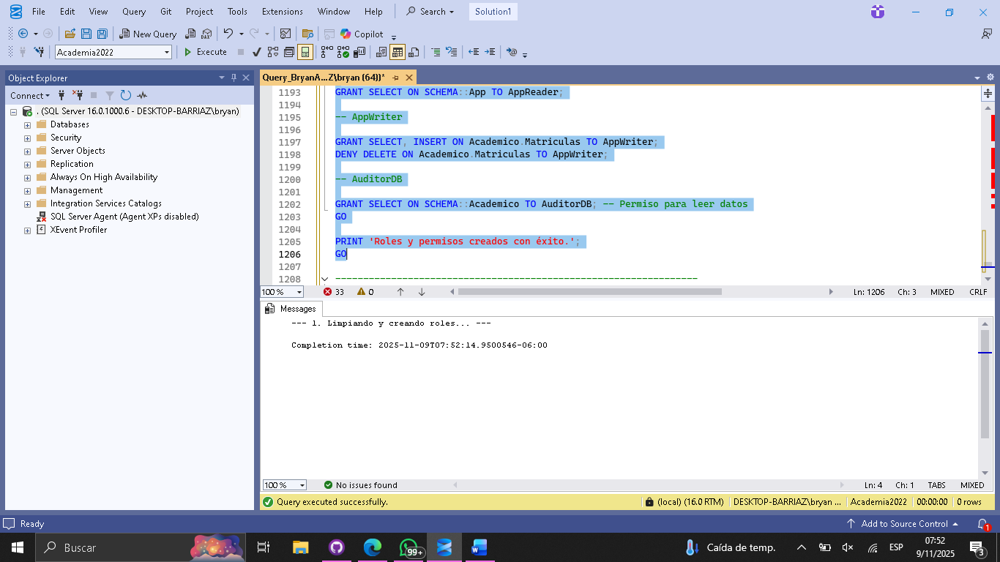 File Edit View Query Git Project Tools Extensions Window Help Search Solution1
New Query DAX Copilot
Academia2022 Execute
Object Explorer
Connect
. (SQL Server 16.0.1000.6 - DESKTOP-BARRIAZ\bryan)
Databases
Security
Server Objects
Replication
Always On High Availability
Management
Integration Services Catalogs
SQL Server Agent (Agent XPs disabled)
XEvent Profiler
Query_BryanA...Z\bryan (64))*
1193 GRANT SELECT ON SCHEMA::App TO AppReader;
1194
1195 -- AppWriter
1196
1197 GRANT SELECT, INSERT ON Academico.Matriculas TO AppWriter;
1198 DENY DELETE ON Academico.Matriculas TO AppWriter;
1199
1200 -- AuditorDB
1201
1202 GRANT SELECT ON SCHEMA::Academico TO AuditorDB; -- Permiso para leer datos
1203 GO
1204
1205 PRINT 'Roles y permisos creados con éxito.';
1206 GO
1207
1208 -----------------------------------------------------------------
100 % 33 0 Ln: 1206 Ch: 3 MIXED CRLF
Messages
--- 1. Limpiando y creando roles... ---
Completion time: 2025-11-09T07:52:14.9500546-06:00
100 % No issues found Ln: 4 Ch: 1 TABS MIXED
Query executed successfully. (local) (16.0 RTM) DESKTOP-BARRIAZ\bryan ... Academia2022 00:00:00 0 rows
Ready Add to Source Control 1
Buscar 99+ Caída de temp. ESP 07:52
9/11/2025 3